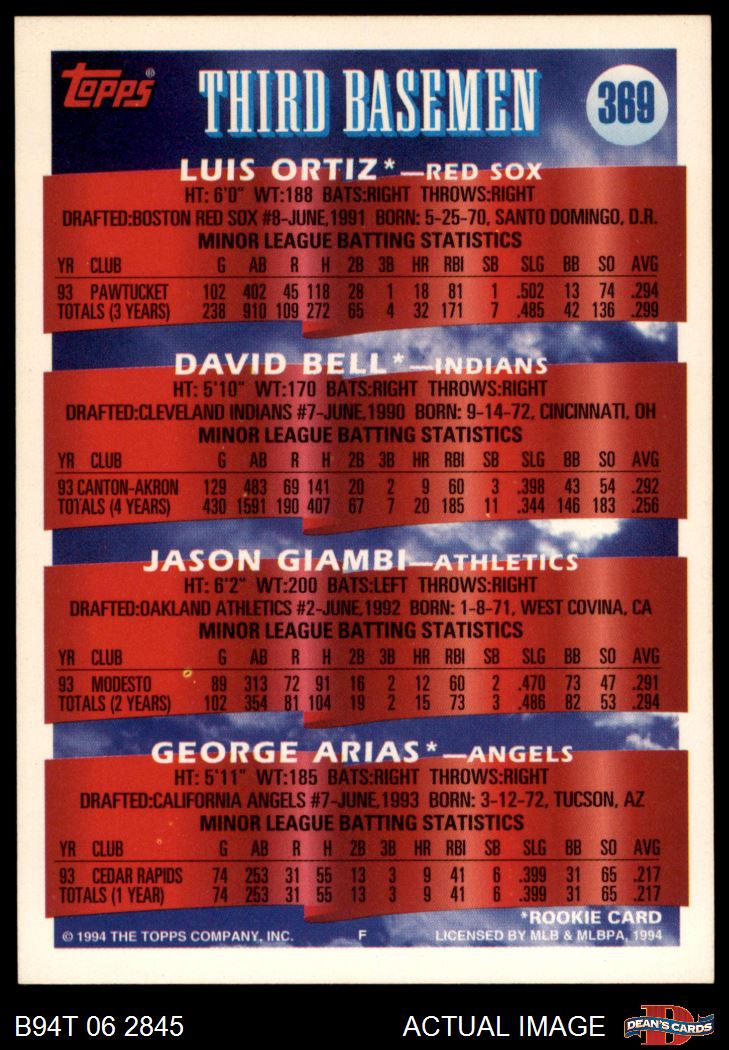 Topps®
THIRD BASEMEN
369
LUIS ORTIZ*—RED SOX
HT: 6'0" WT:188 BATS:RIGHT THROWS:RIGHT
DRAFTED:BOSTON RED SOX #8-JUNE,1991 BORN: 5-25-70, SANTO DOMINGO, D.R.
MINOR LEAGUE BATTING STATISTICS
YR CLUB G AB R H 2B 3B HR RBI SB SLG BB SO AVG
93 PAWTUCKET 102 402 45 118 28 1 18 81 1 .502 13 74 .294
TOTALS (3 YEARS) 238 910 109 272 65 4 32 171 7 .485 42 136 .299
DAVID BELL*—INDIANS
HT: 5'10" WT:170 BATS:RIGHT THROWS:RIGHT
DRAFTED:CLEVELAND INDIANS #7-JUNE,1990 BORN: 9-14-72, CINCINNATI, OH
MINOR LEAGUE BATTING STATISTICS
YR CLUB G AB R H 2B 3B HR RBI SB SLG BB SO AVG
93 CANTON-AKRON 129 483 69 141 20 2 9 60 3 .398 43 54 .292
TOTALS (4 YEARS) 430 1591 190 407 67 7 20 185 11 .344 146 183 .256
JASON GIAMBI—ATHLETICS
HT: 6'2" WT:200 BATS:LEFT THROWS:RIGHT
DRAFTED:OAKLAND ATHLETICS #2-JUNE,1992 BORN: 1-8-71, WEST COVINA, CA
MINOR LEAGUE BATTING STATISTICS
YR CLUB G AB R H 2B 3B HR RBI SB SLG BB SO AVG
93 MODESTO 89 313 72 91 16 2 12 60 2 .470 73 47 .291
TOTALS (2 YEARS) 102 354 81 104 19 2 15 73 3 .486 82 53 .294
GEORGE ARIAS*—ANGELS
HT: 5'11" WT:185 BATS:RIGHT THROWS:RIGHT
DRAFTED:CALIFORNIA ANGELS #7-JUNE,1993 BORN: 3-12-72, TUCSON, AZ
MINOR LEAGUE BATTING STATISTICS
YR CLUB G AB R H 2B 3B HR RBI SB SLG BB SO AVG
93 CEDAR RAPIDS 74 253 31 55 13 3 9 41 6 .399 31 65 .217
TOTALS (1 YEAR) 74 253 31 55 13 3 9 41 6 .399 31 65 .217
*ROOKIE CARD
© 1994 THE TOPPS COMPANY, INC. F LICENSED BY MLB & MLBPA, 1994
B94T 06 2845 ACTUAL IMAGE DEAN'S CARDS